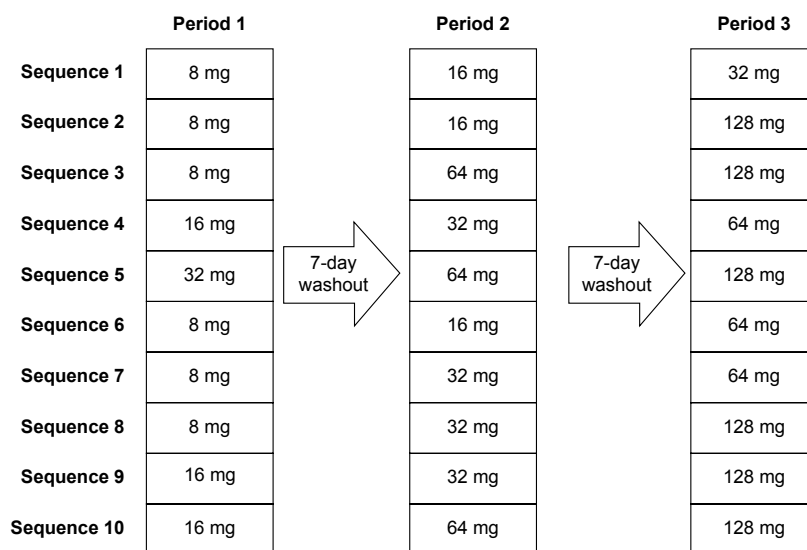 Period 1 Period 2 Period 3
Sequence 1 8 mg 16 mg 32 mg
Sequence 2 8 mg 16 mg 128 mg
Sequence 3 8 mg 64 mg 128 mg
Sequence 4 16 mg 32 mg 64 mg
7-day 7-day
Sequence 5 32 mg 64 mg 128 mg
washout washout
Sequence 6 8 mg 16 mg 64 mg
Sequence 7 8 mg 32 mg 64 mg
Sequence 8 8 mg 32 mg 128 mg
Sequence 9 16 mg 32 mg 128 mg
Sequence 10 16 mg 64 mg 128 mg